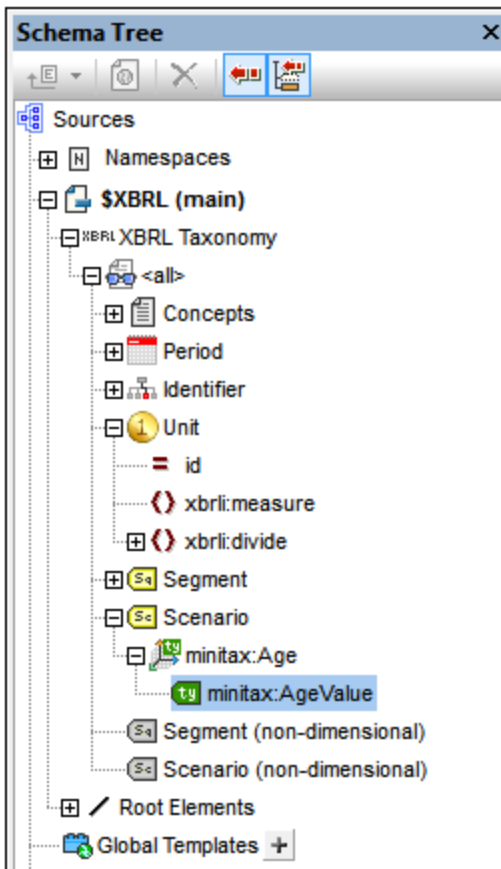 Schema Tree
Sources
Namespaces
$XBRL (main)
XBRL XBRL Taxonomy
<all>
Concepts
Period
Identifier
Unit
id
xbrli:measure
xbrli:divide
Segment
Scenario
minitax:Age
minitax:AgeValue
Segment (non-dimensional)
Scenario (non-dimensional)
Root Elements
Global Templates